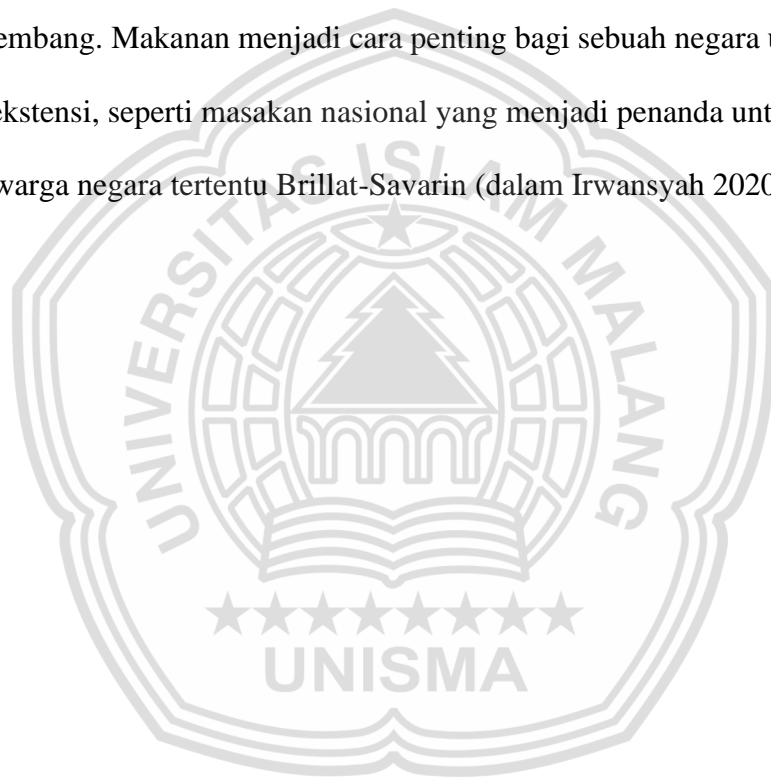 embang. Makanan menjadi cara penting bagi sebuah negara u
ekstensi, seperti masakan nasional yang menjadi penanda unt
warga negara tertentu Brillat-Savarin (dalam Irwansyah 2020
UNIVERSITAS ISLAM MALANG
UNISMA